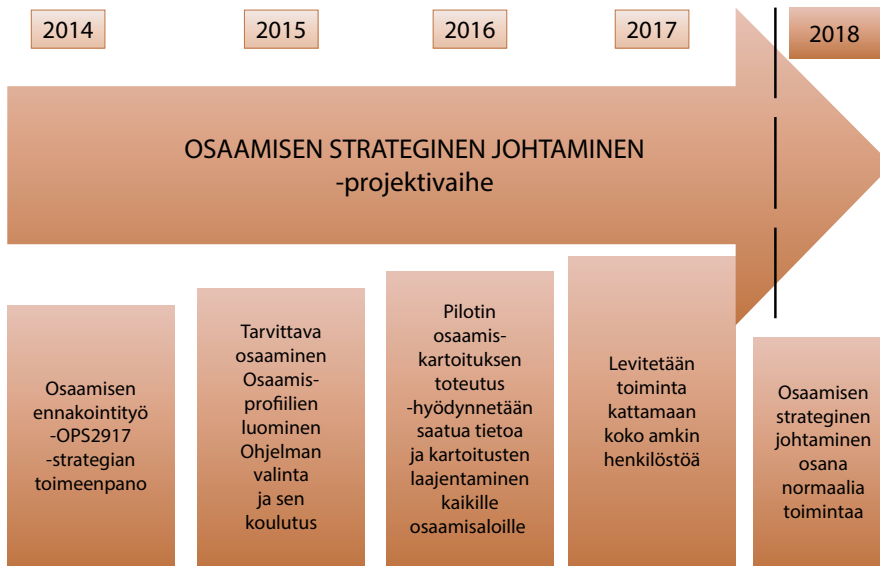 2014
2015
2016
2017
2018
OSAAMISEN STRATEGINEN JOHTAMINEN
-projektivaihe
Osaamisen
ennakointityö
-OPS2917
-strategian
toimeenpano
Tarvittava
osaaminen
Osaamis-
profiilien
luominen
Ohjelman
valinta
ja sen
koulutus
Pilotin
osaamis-
kartoituksen
toteutus
-hyödynnetään
saatua tietoa
ja kartoitusten
laajentaminen
kaikille
osaamisaloille
Levitetään
toiminta
kattamaan
koko amkin
henkilöstöä
Osaamisen
strateginen
johtaminen
osana
normaalia
toimintaa